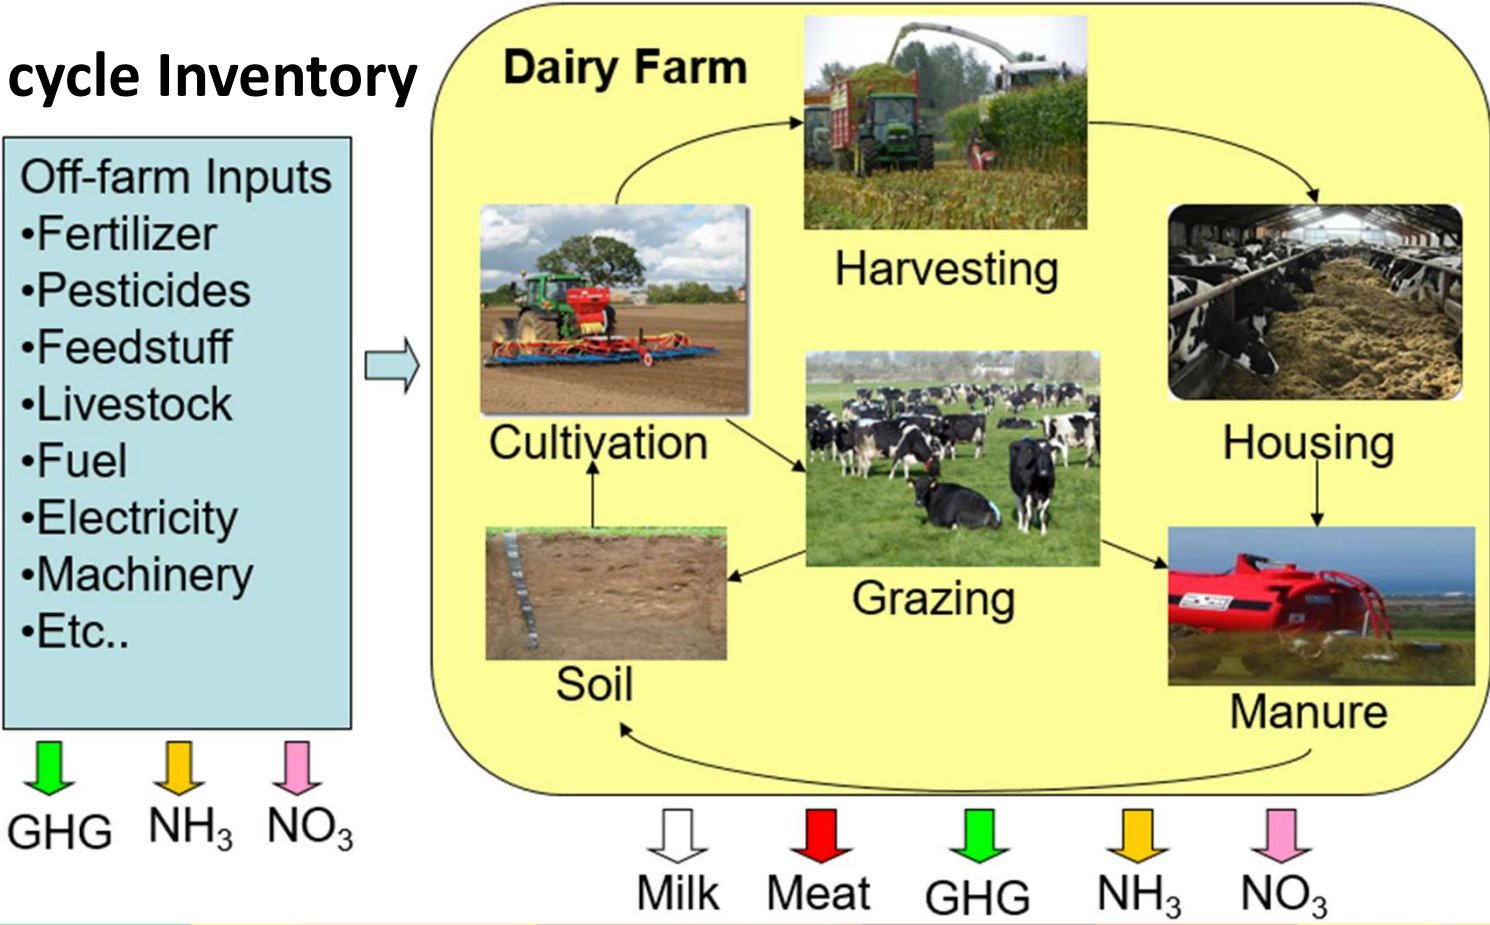 cycle Inventory
Off-farm Inputs
•Fertilizer
•Pesticides
•Feedstuff
•Livestock
•Fuel
•Electricity
•Machinery
•Etc..
GHG
NH3
NO3
Dairy Farm
Harvesting
Cultivation
Housing
Grazing
Soil
Manure
Milk
Meat
GHG
NH3
NO3